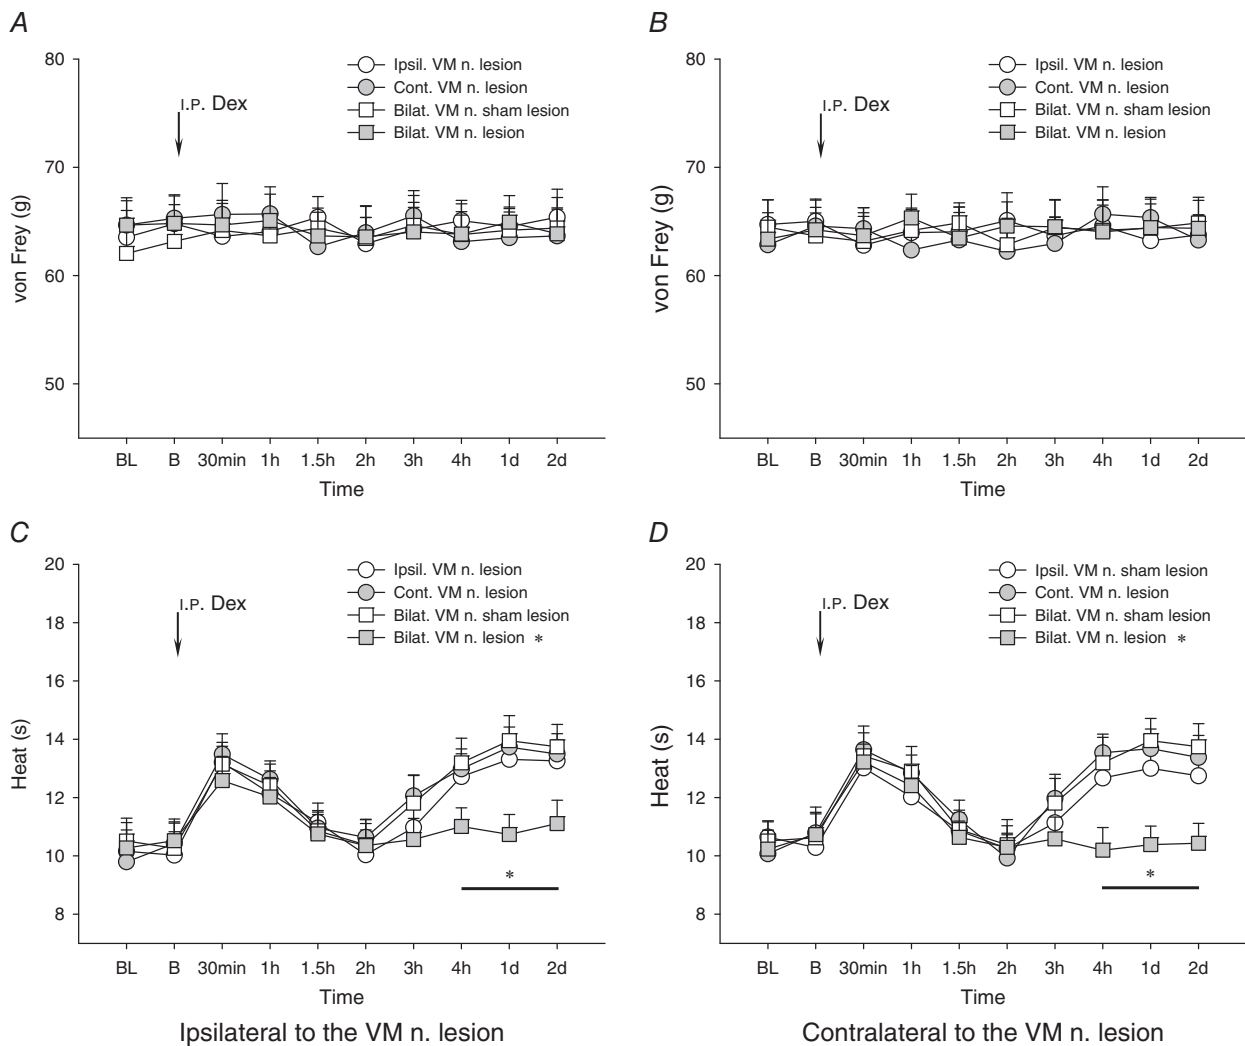 A
80
70
60
50
von Frey (g)
I.P. Dex
Ipsil. VM n. lesion
Cont. VM n. lesion
Bilat. VM n. sham lesion
Bilat. VM n. lesion
BL B 30min 1h 1.5h 2h 3h 4h 1d 2d
Time
B
80
70
60
50
von Frey (g)
I.P. Dex
Ipsil. VM n. lesion
Cont. VM n. lesion
Bilat. VM n. sham lesion
Bilat. VM n. lesion
BL B 30min 1h 1.5h 2h 3h 4h 1d 2d
Time
C
20
18
16
14
12
10
8
Heat (s)
I.P. Dex
Ipsil. VM n. lesion
Cont. VM n. lesion
Bilat. VM n. sham lesion
Bilat. VM n. lesion *
*
BL B 30min 1h 1.5h 2h 3h 4h 1d 2d
Time
Ipsilateral to the VM n. lesion
D
20
18
16
14
12
10
8
Heat (s)
I.P. Dex
Ipsil. VM n. sham lesion
Cont. VM n. lesion
Bilat. VM n. sham lesion
Bilat. VM n. lesion *
*
BL B 30min 1h 1.5h 2h 3h 4h 1d 2d
Time
Contralateral to the VM n. lesion